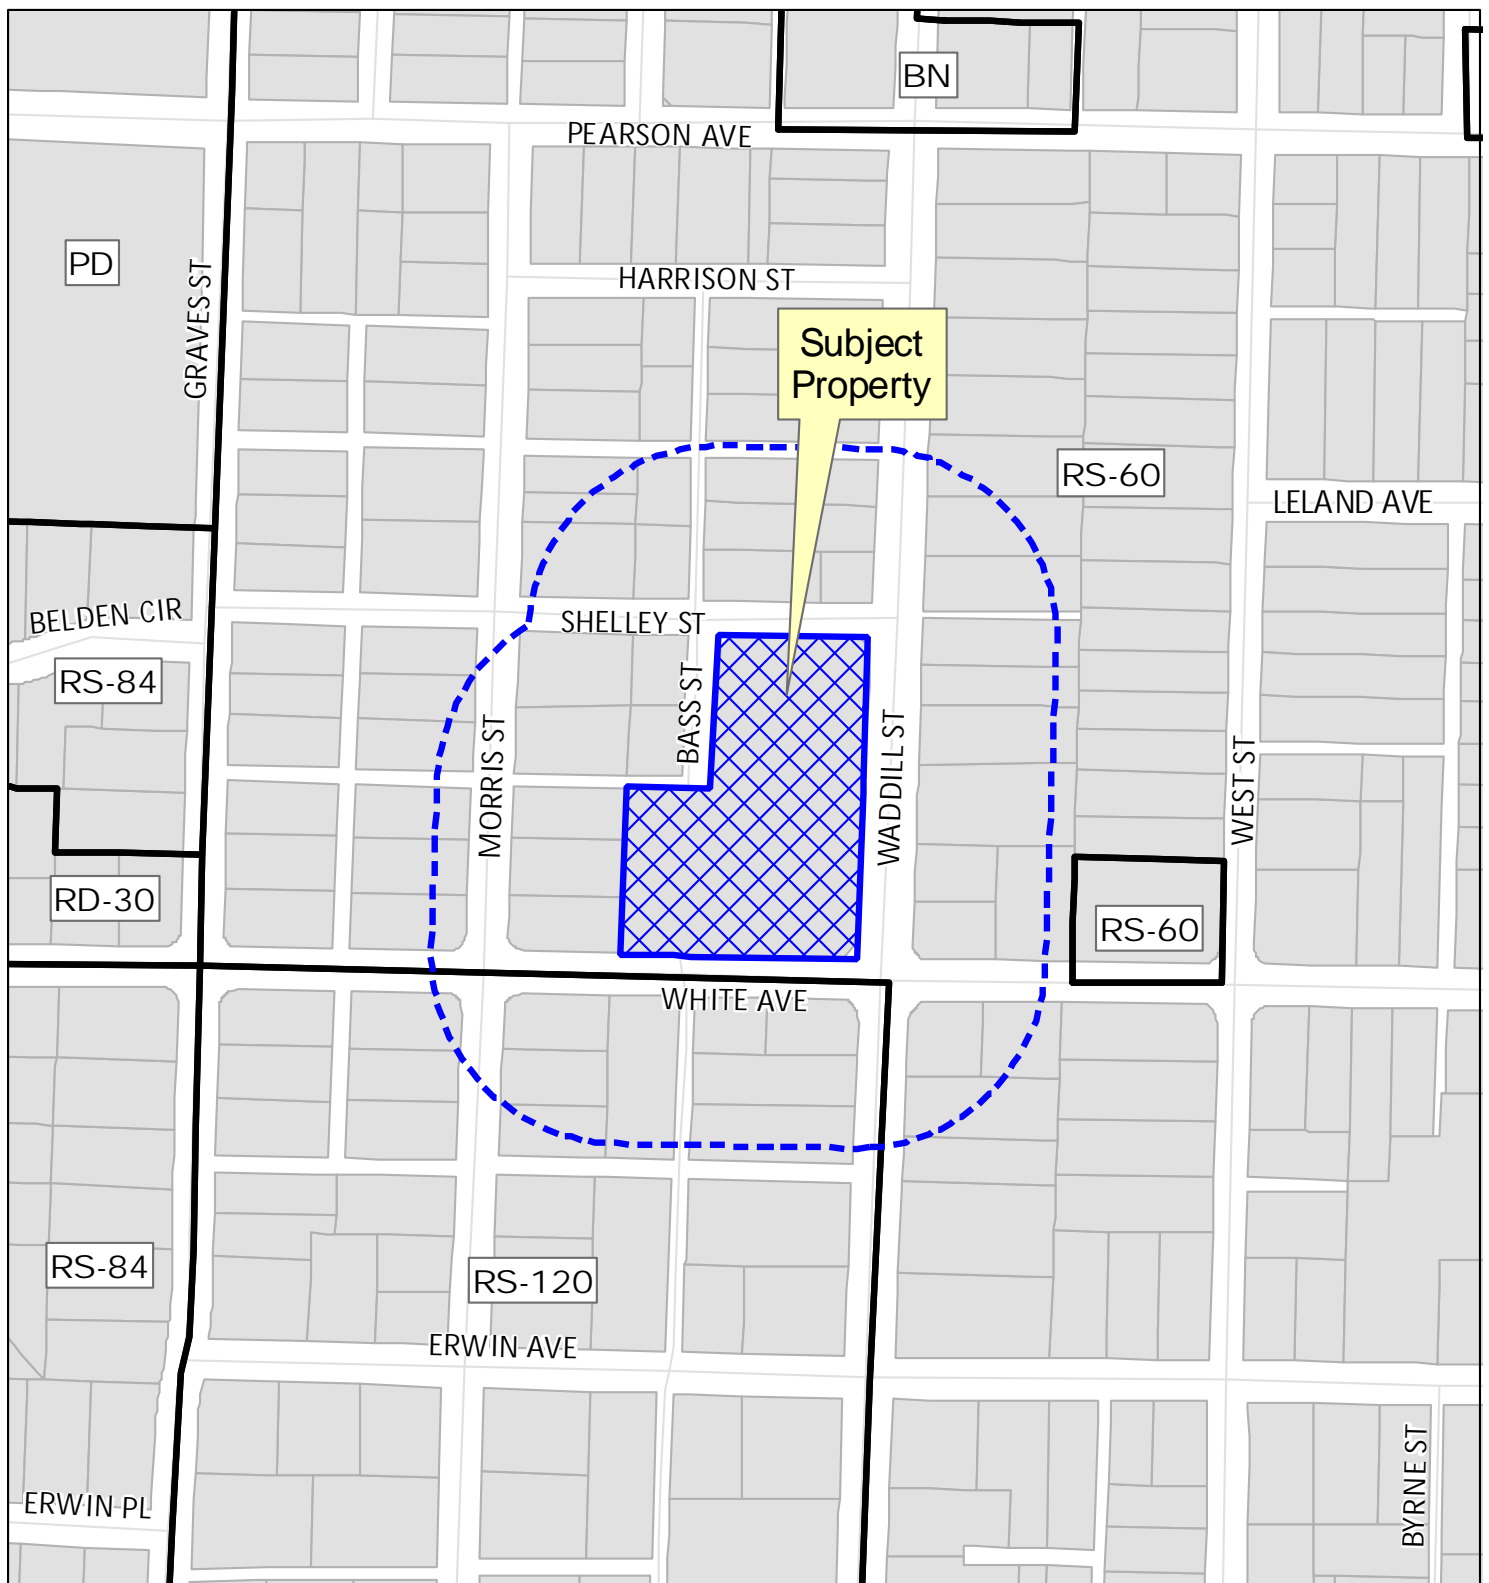 BN
PEARSON AVE
PD
HARRISON ST
GRAVES ST
Subject
Property
RS-60
LELAND AVE
BELDEN CIR
SHELLEY ST
RS-84
BASS ST
MORRIS ST
WADDILL ST
WEST ST
RD-30
RS-60
WHITE AVE
RS-84
RS-120
ERWIN AVE
BYRNE ST
ERWIN PL